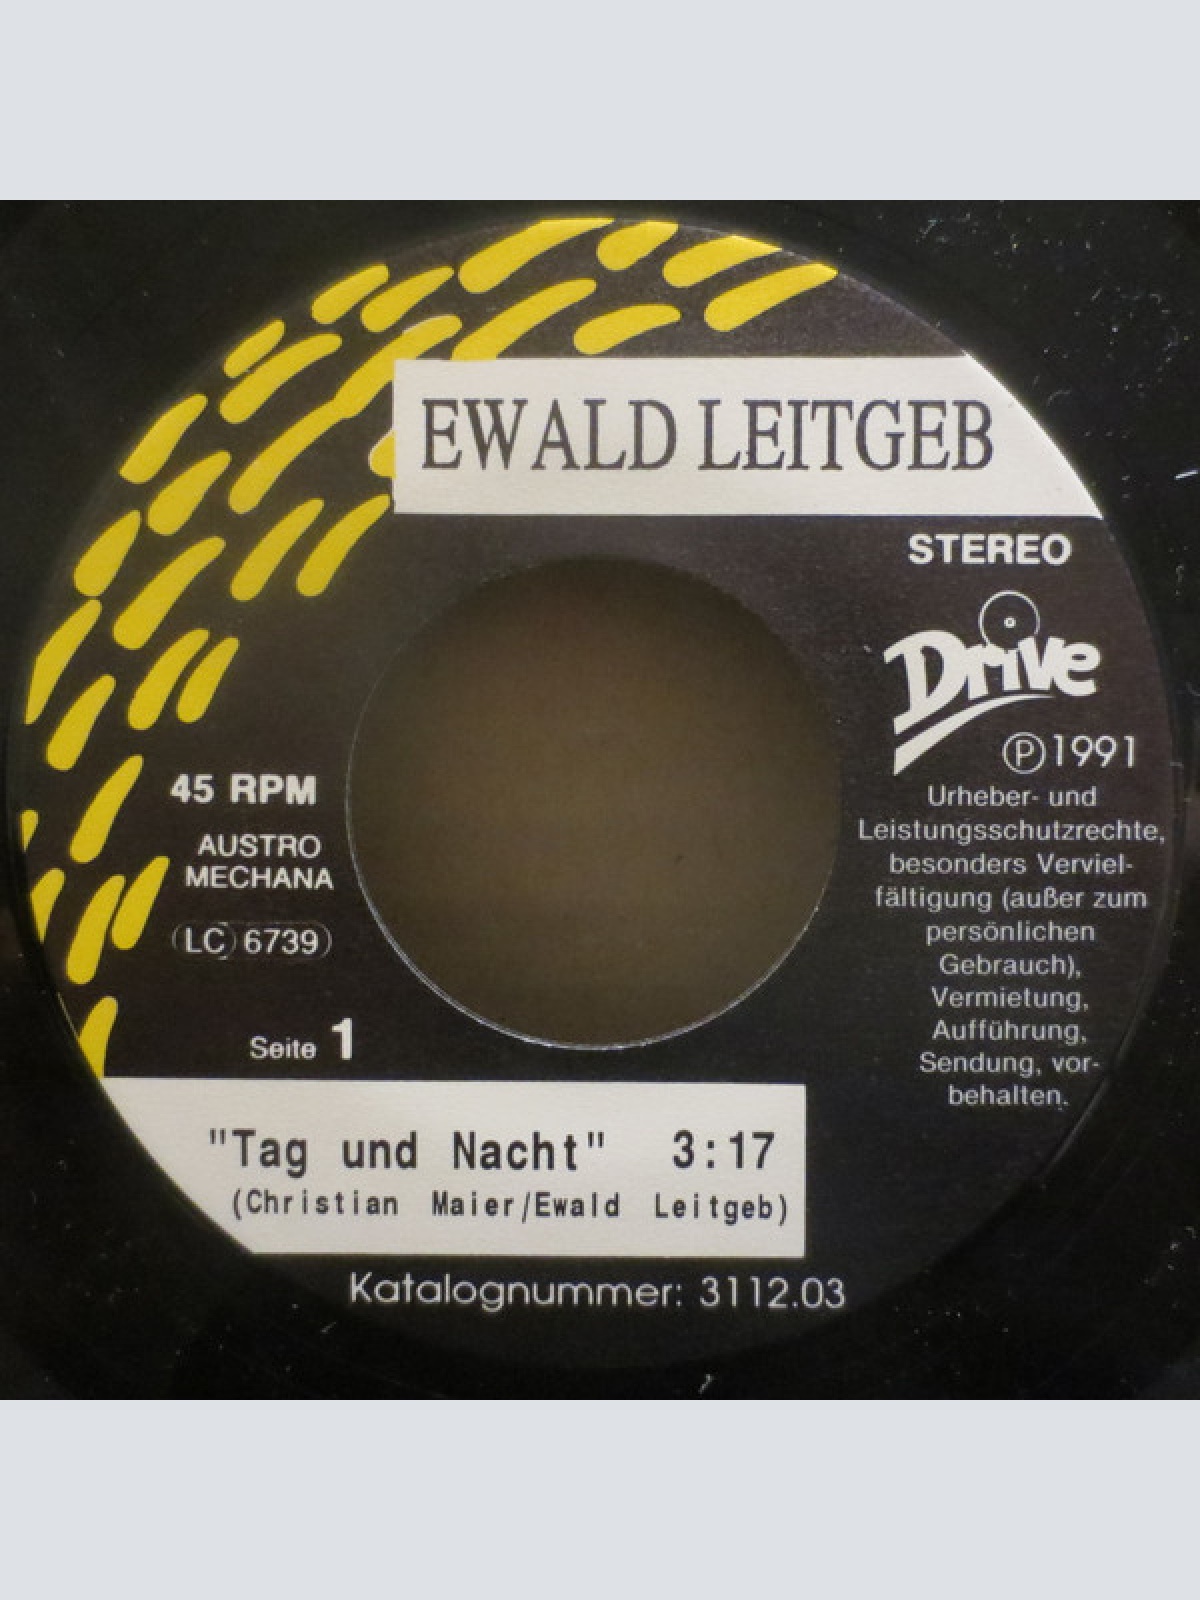 EWALD LEITGEB
STEREO
Drive
Ⓟ1991
Urheber- und
Leistungsschutzrechte,
besonders Verviel-
fältigung (außer zum
persönlichen
Gebrauch),
Vermietung,
Aufführung,
Sendung, vor-
behalten.
45 RPM
AUSTRO
MECHANA
LC 6739
Seite 1
"Tag und Nacht" 3:17
(Christian Maier/Ewald Leitgeb)
Katalognummer: 3112.03